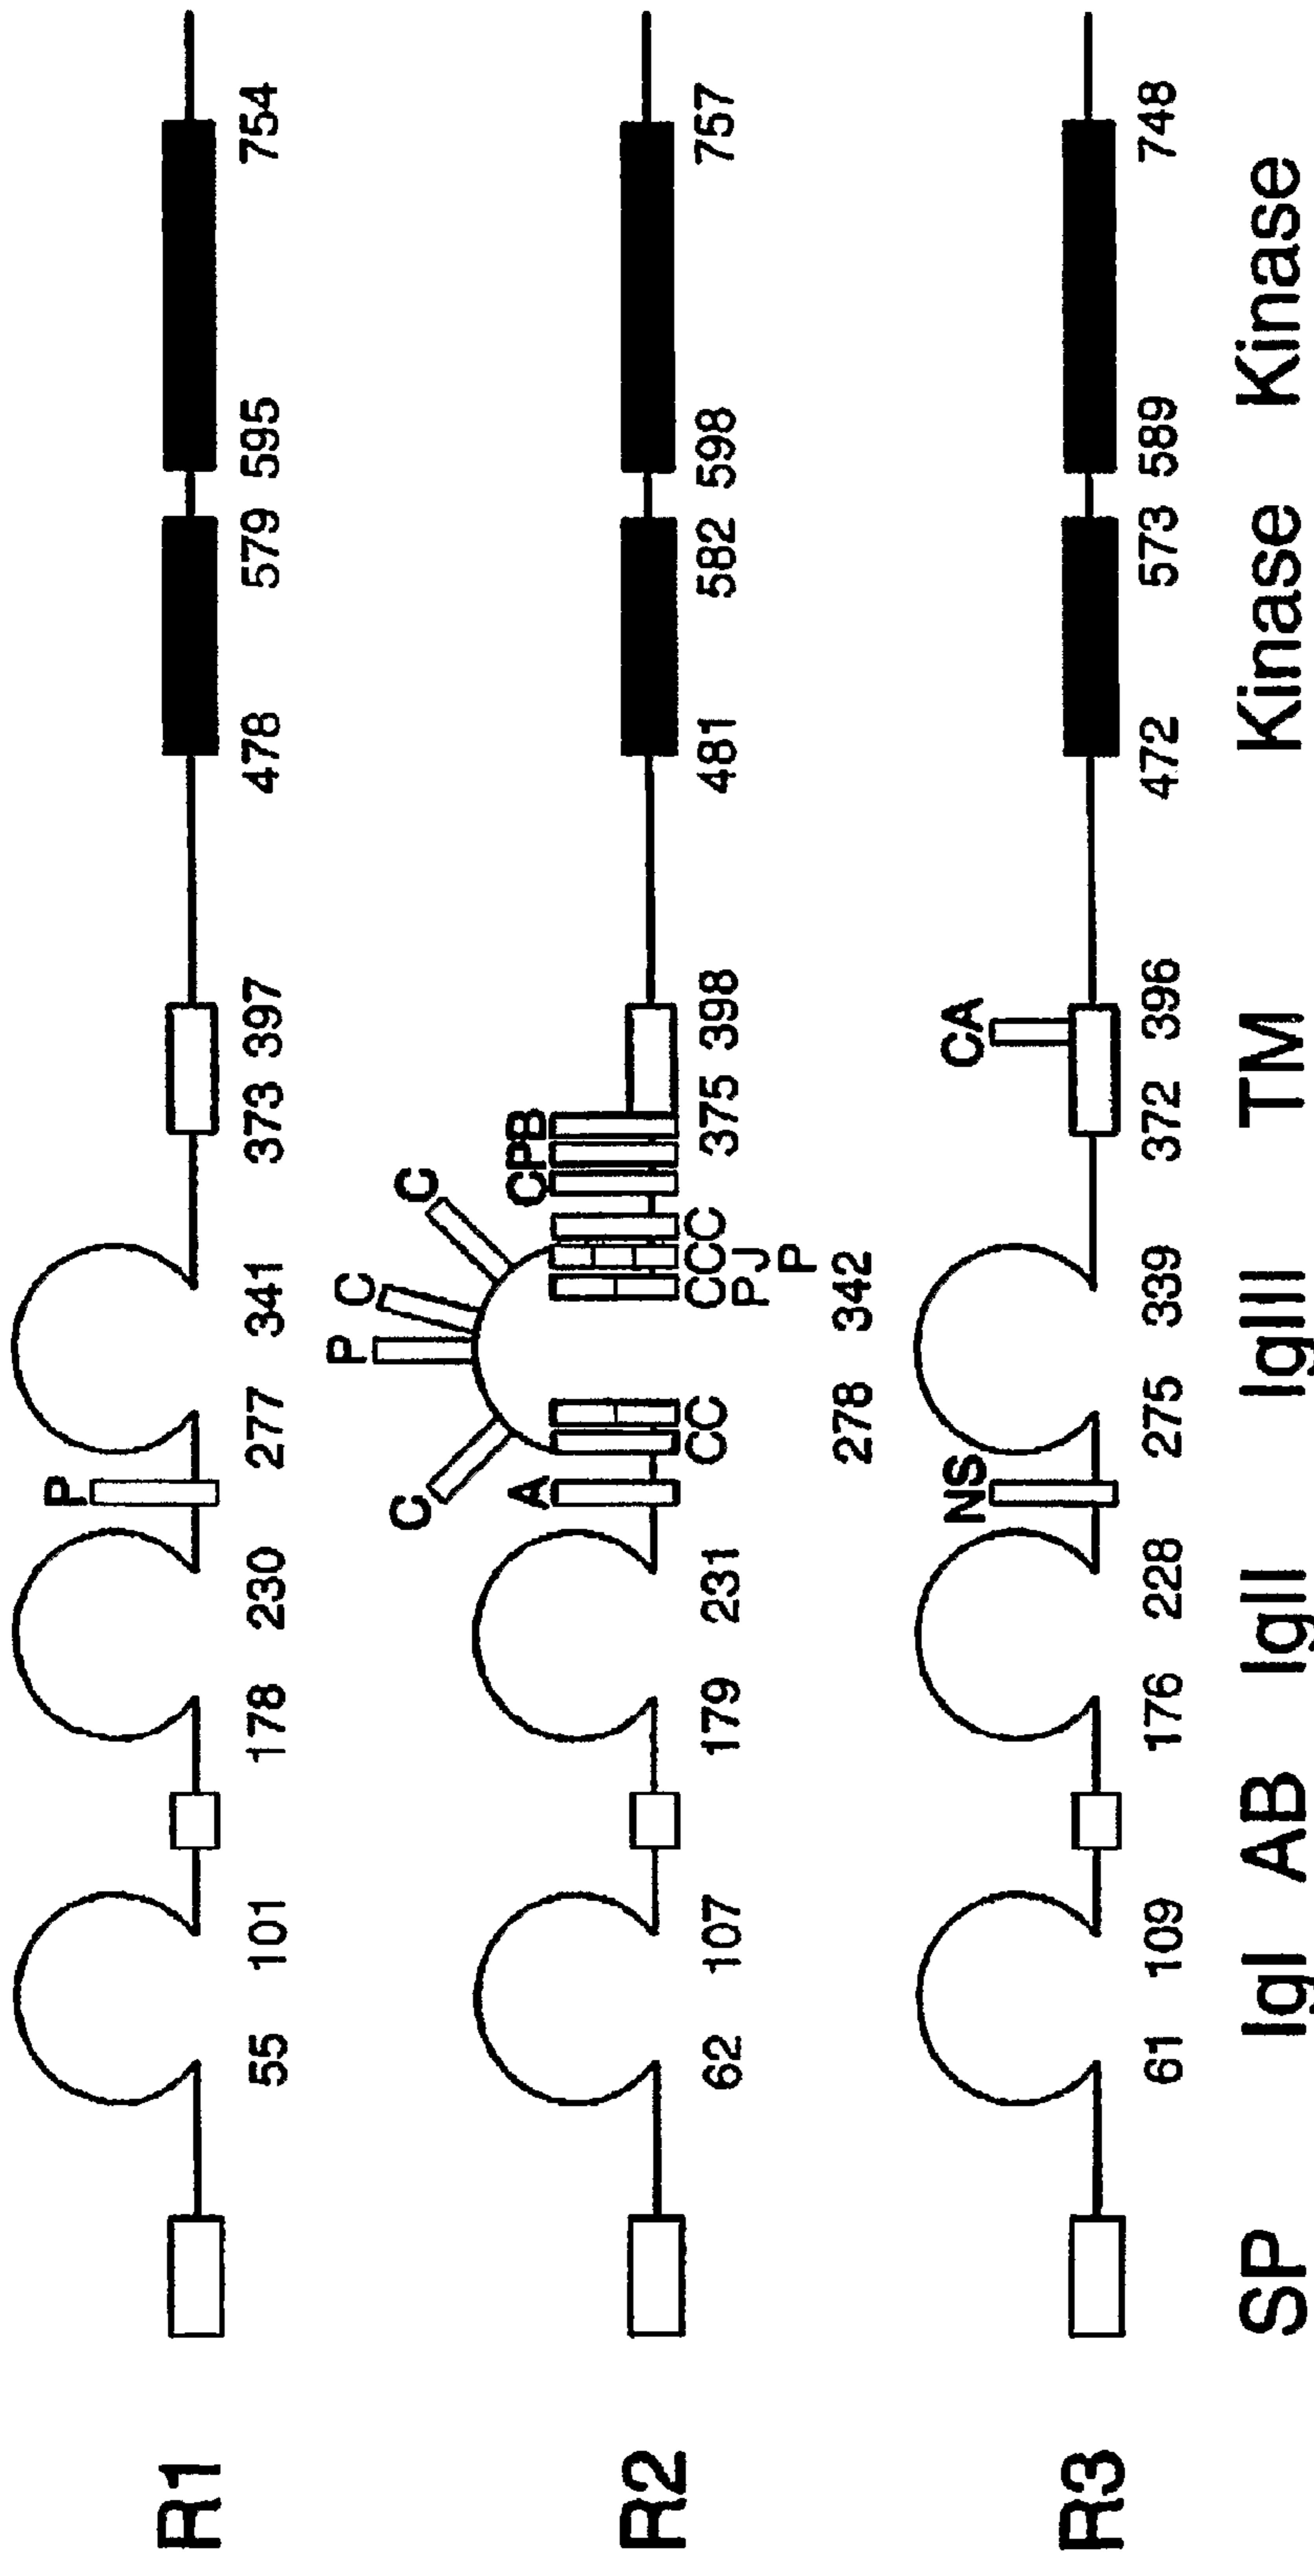 R1
P
55 101 178 230 277 341 373 397 478 579 595 754
R2
P C
C C
A CPB
CC CCC
PJ
P
62 107 179 231 375 398 481 582 598 757
278 342
R3
NS CA
61 109 176 228 275 339 372 396 472 573 589 748
SP IgI AB IgII IgIII TM Kinase Kinase